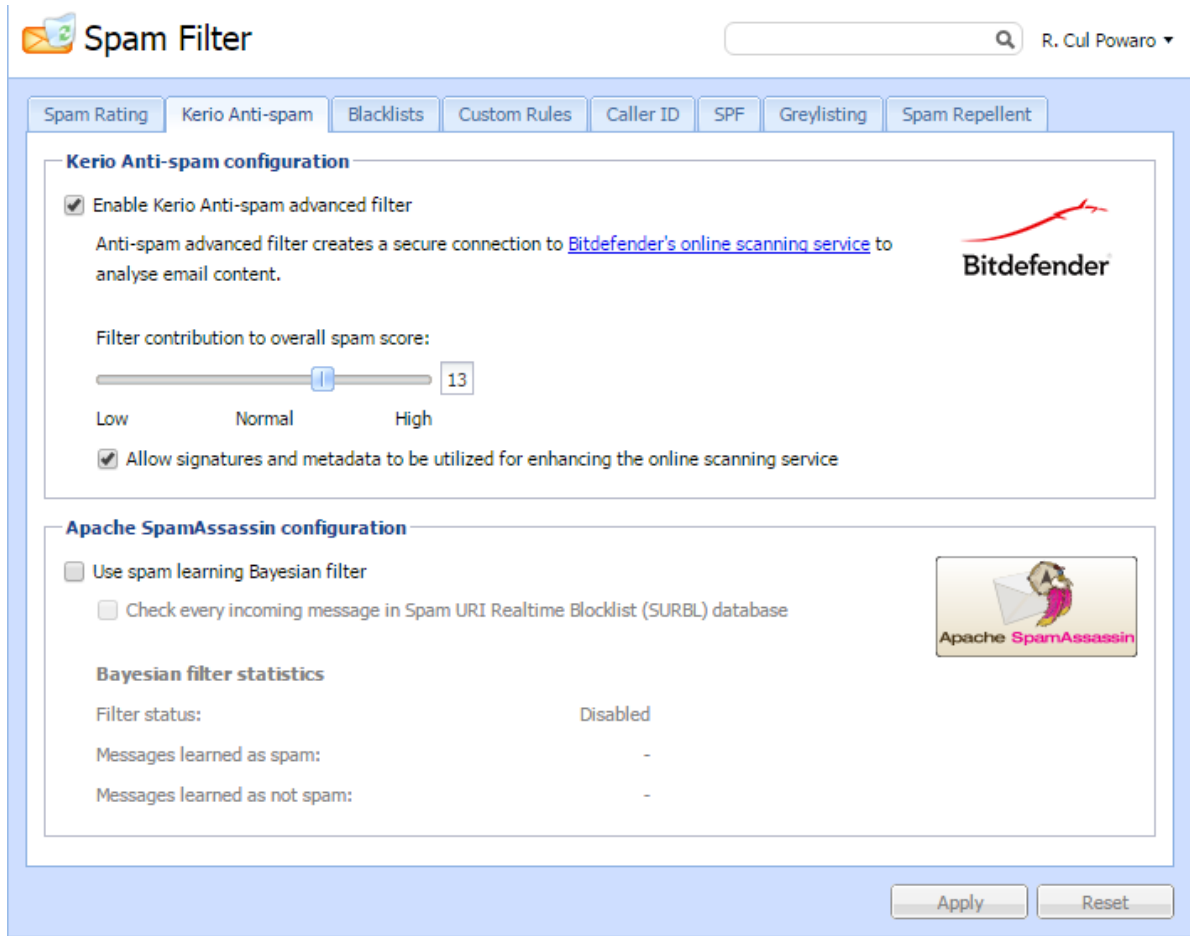 Spam Filter
R. Cul Powaro
Spam Rating
Kerio Anti-spam
Blacklists
Custom Rules
Caller ID
SPF
Greylisting
Spam Repellent
Kerio Anti-spam configuration
Enable Kerio Anti-spam advanced filter
Anti-spam advanced filter creates a secure connection to Bitdefender's online scanning service to
analyse email content.
Bitdefender
Filter contribution to overall spam score:
13
Low Normal High
Allow signatures and metadata to be utilized for enhancing the online scanning service
Apache SpamAssassin configuration
Use spam learning Bayesian filter
Check every incoming message in Spam URI Realtime Blocklist (SURBL) database
Apache SpamAssassin
Bayesian filter statistics
Filter status: Disabled
Messages learned as spam: -
Messages learned as not spam: -
Apply
Reset